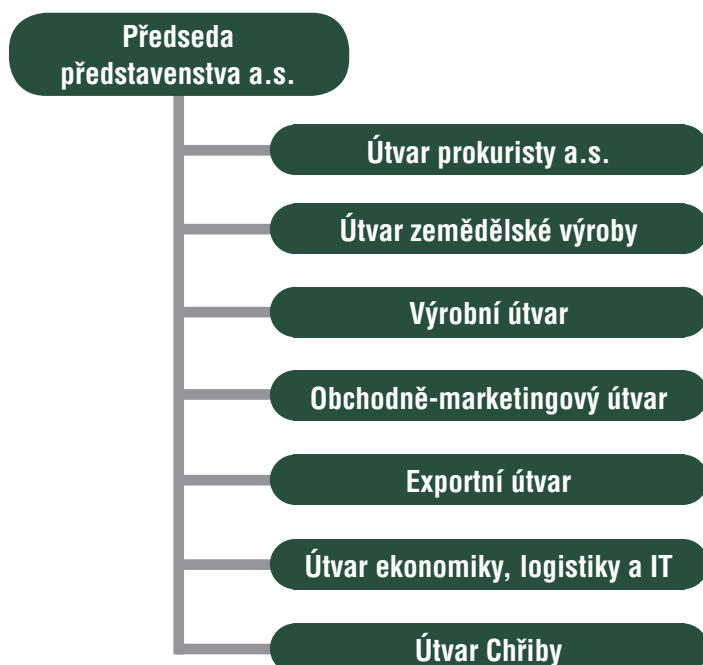 Předseda
představenstva a.s.
Útvar prokuristy a.s.
Útvar zemědělské výroby
Výrobní útvar
Obchodně-marketingový útvar
Exportní útvar
Útvar ekonomiky, logistiky a IT
Útvar Chřiby